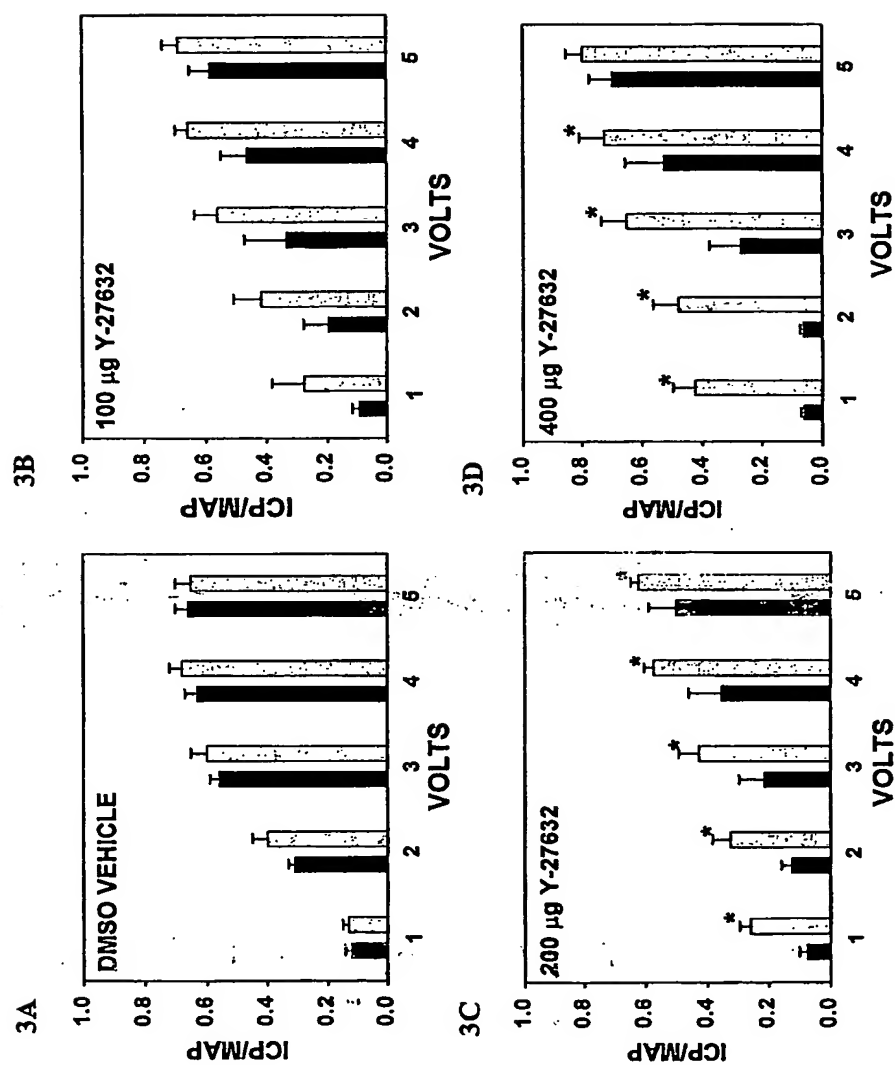 3A
DMSO VEHICLE
ICP/MAP
1.0
0.8
0.6
0.4
0.2
0.0
1 2 3 4 5
VOLTS
3B
100 µg Y-27632
ICP/MAP
1.0
0.8
0.6
0.4
0.2
0.0
1 2 3 4 5
VOLTS
3C
200 µg Y-27632
ICP/MAP
1.0
0.8
0.6
0.4
0.2
0.0
* * * * *
1 2 3 4 5
VOLTS
3D
400 µg Y-27632
ICP/MAP
1.0
0.8
0.6
0.4
0.2
0.0
* * * *
1 2 3 4 5
VOLTS